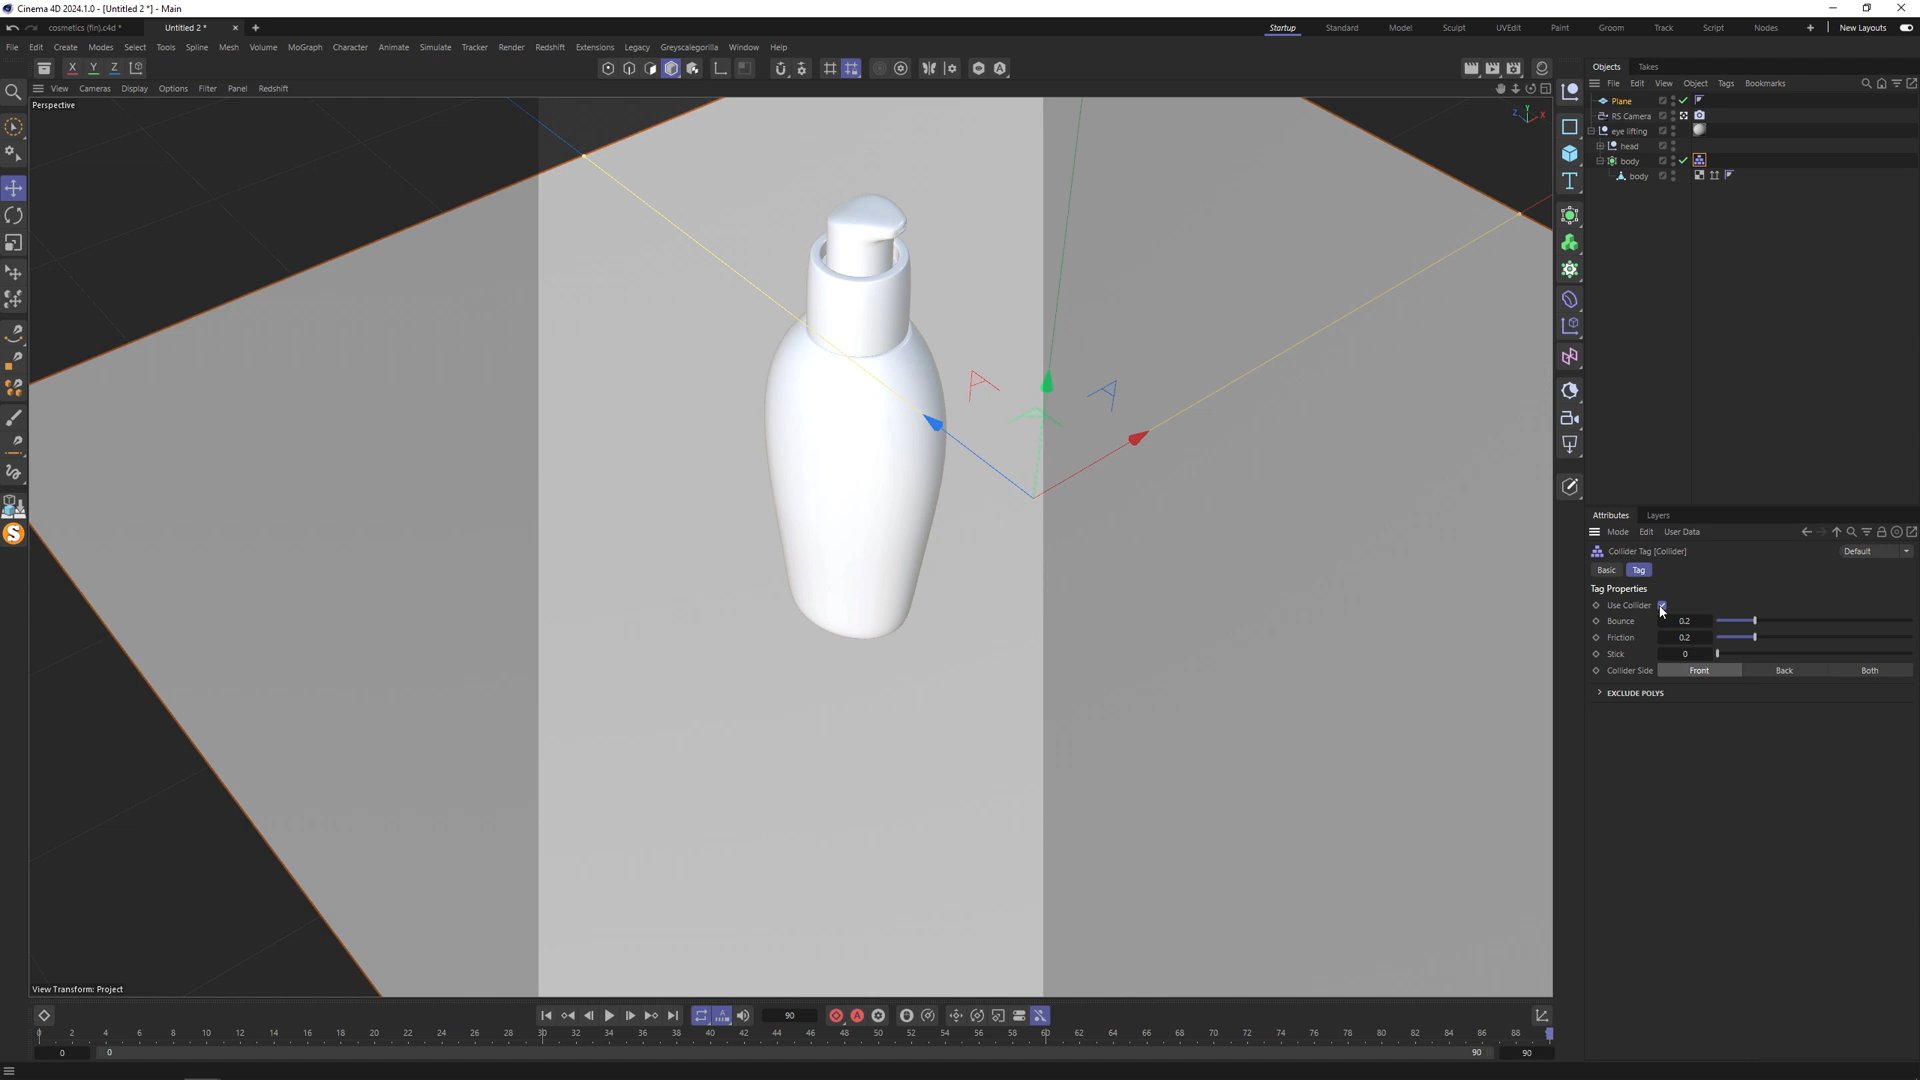 Cinema 4D 2024.1.0 - [Untitled 2 *] - Main
cosmetics (fin).c4d *
Untitled 2 *
Startup
Standard
Model
Sculpt
UVEdit
Paint
Groom
Track
Script
Nodes
New Layouts
File Edit Create Modes Select Tools Spline Mesh Volume MoGraph Character Animate Simulate Tracker Render Redshift Extensions Legacy Greyscalegorilla Window Help
X Y Z
View Cameras Display Options Filter Panel Redshift
Perspective
Y
Z
X
Objects Takes
File Edit View Object Tags Bookmarks
Plane
RS Camera
eye lifting
head
body
body
Attributes Layers
Mode Edit User Data
Collider Tag [Collider]
Default
Basic Tag
Tag Properties
Use Collider
Bounce 0.2
Friction 0.2
Stick 0
Collider Side Front Back Both
EXCLUDE POLYS
View Transform: Project
90
0 2 4 6 8 10 12 14 16 18 20 22 24 26 28 30 32 34 36 38 40 42 44 46 48 50 52 54 56 58 60 62 64 66 68 70 72 74 76 78 80 82 84 86 88
0 0 90 90